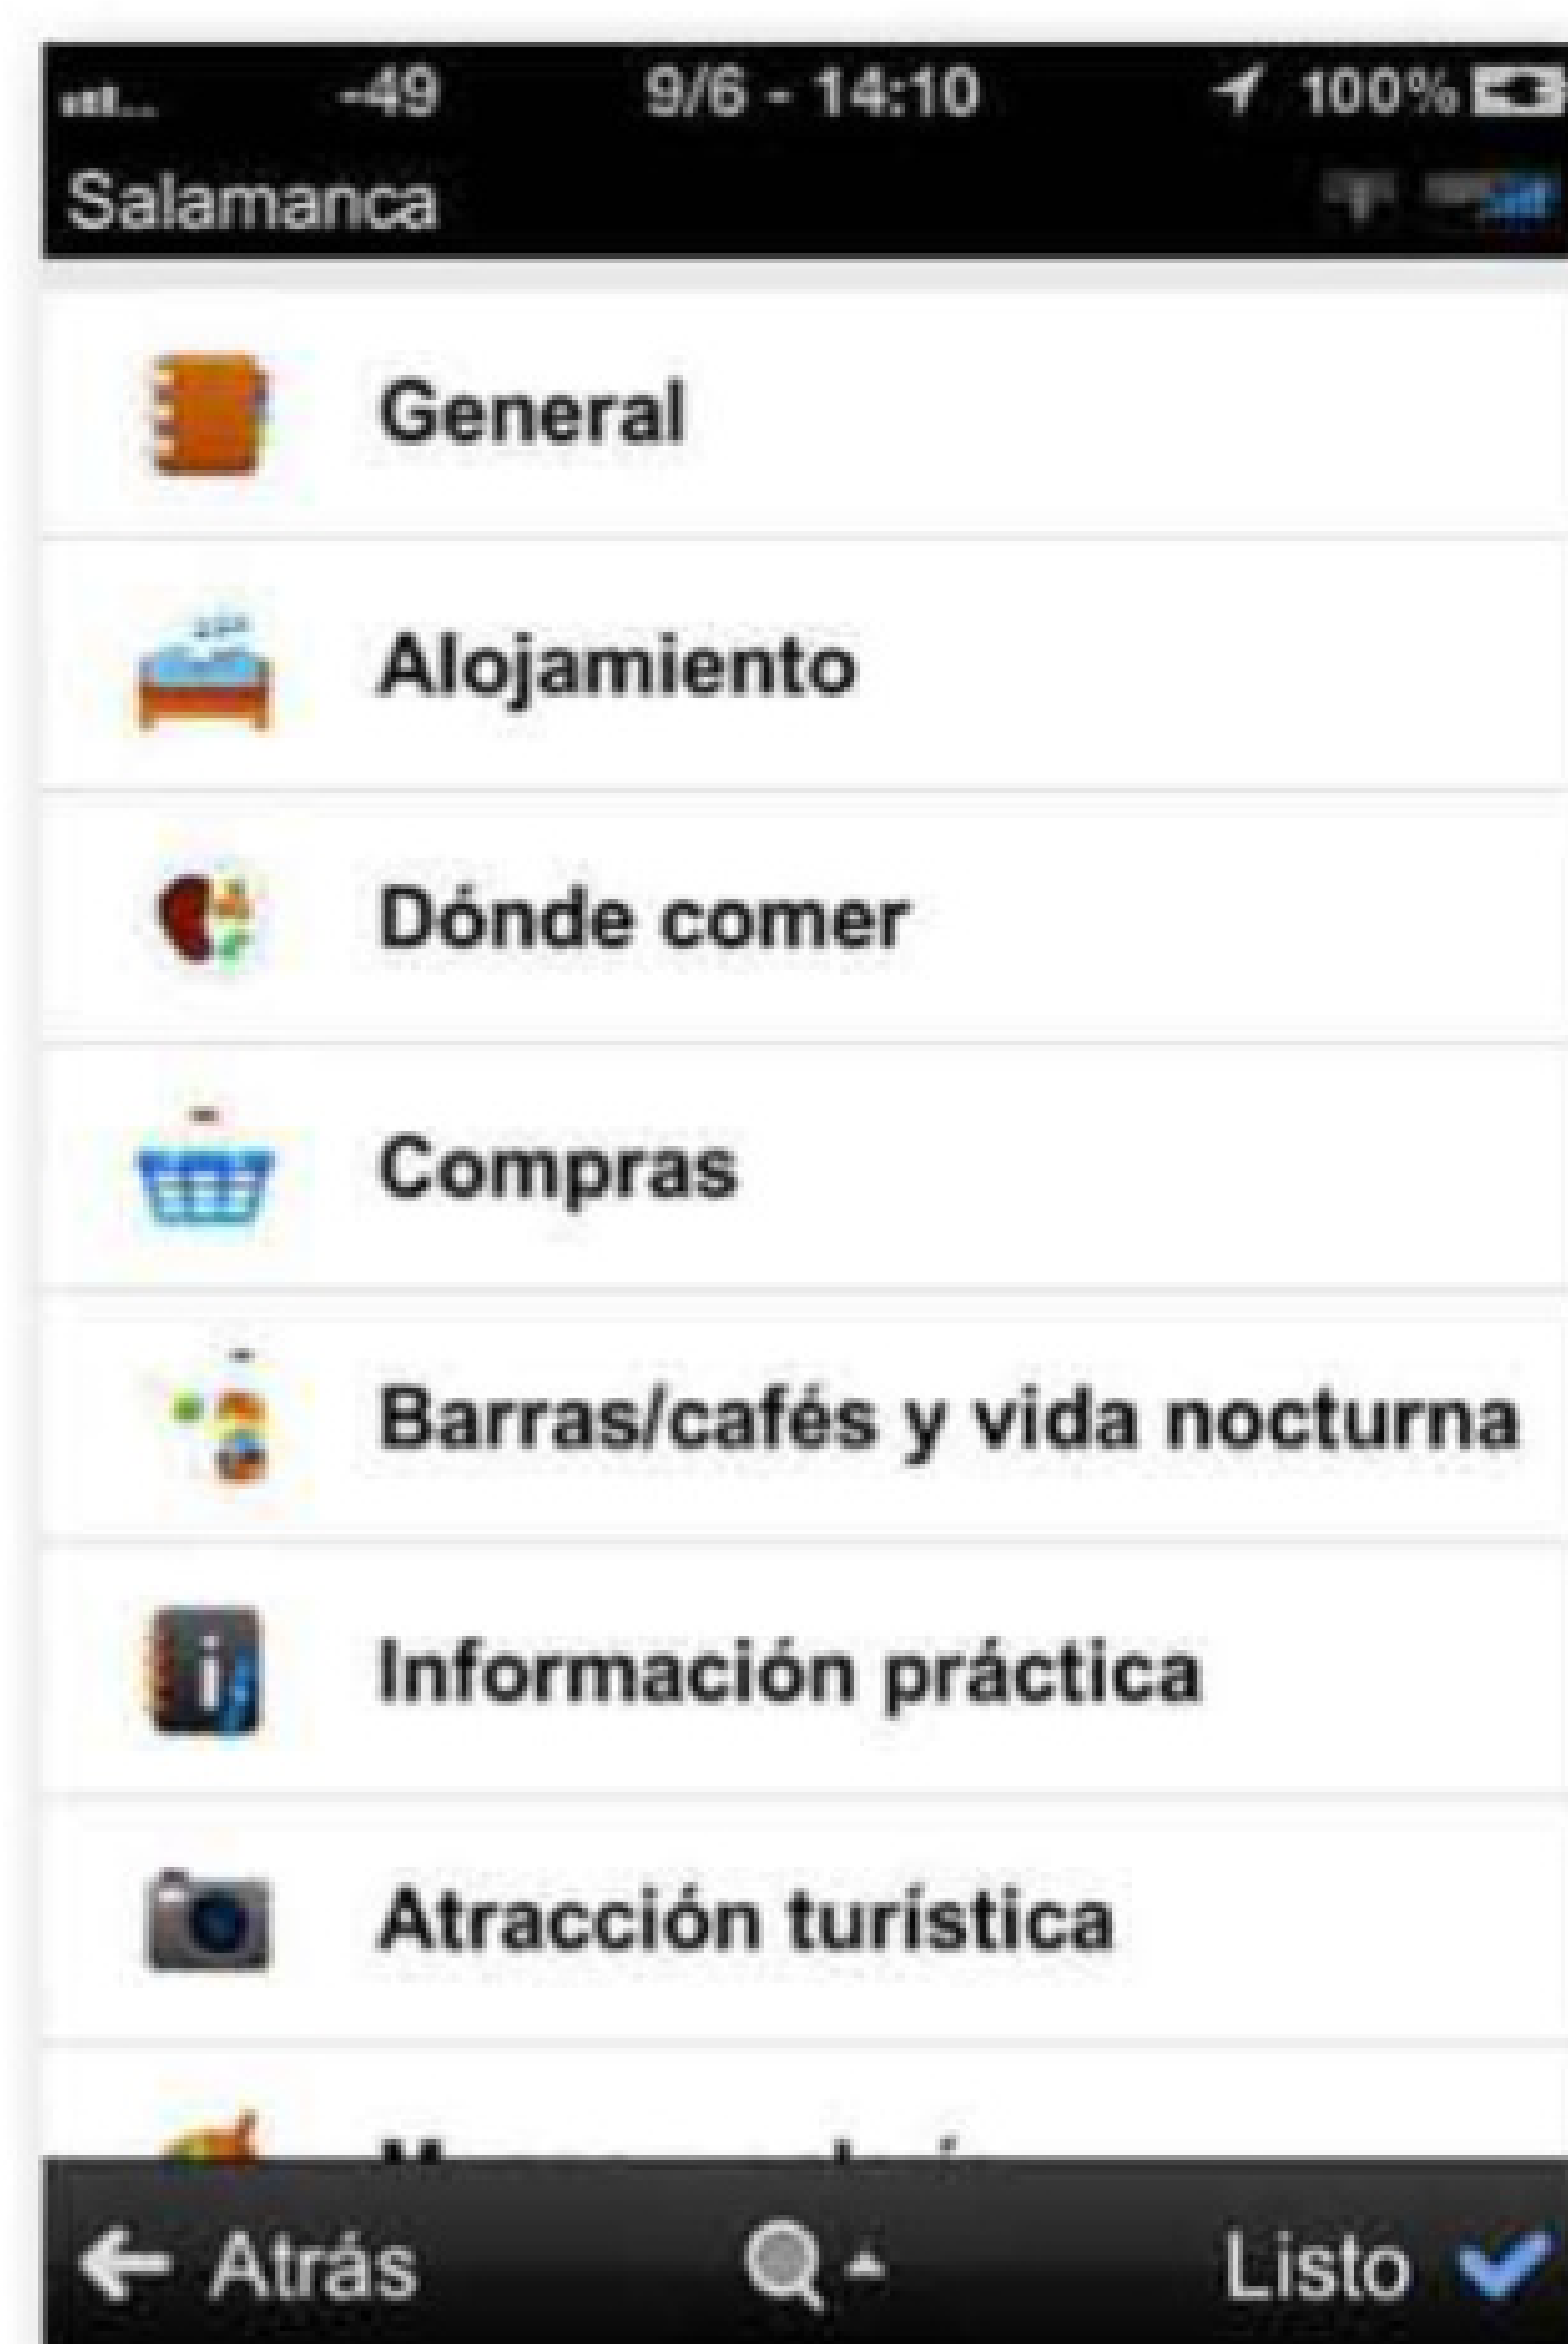 -49 9/6 - 14:10 100%
Salamanca
General
Alojamiento
Dónde comer
Compras
Barras/cafés y vida nocturna
Información práctica
Atracción turística
Atrás Listo